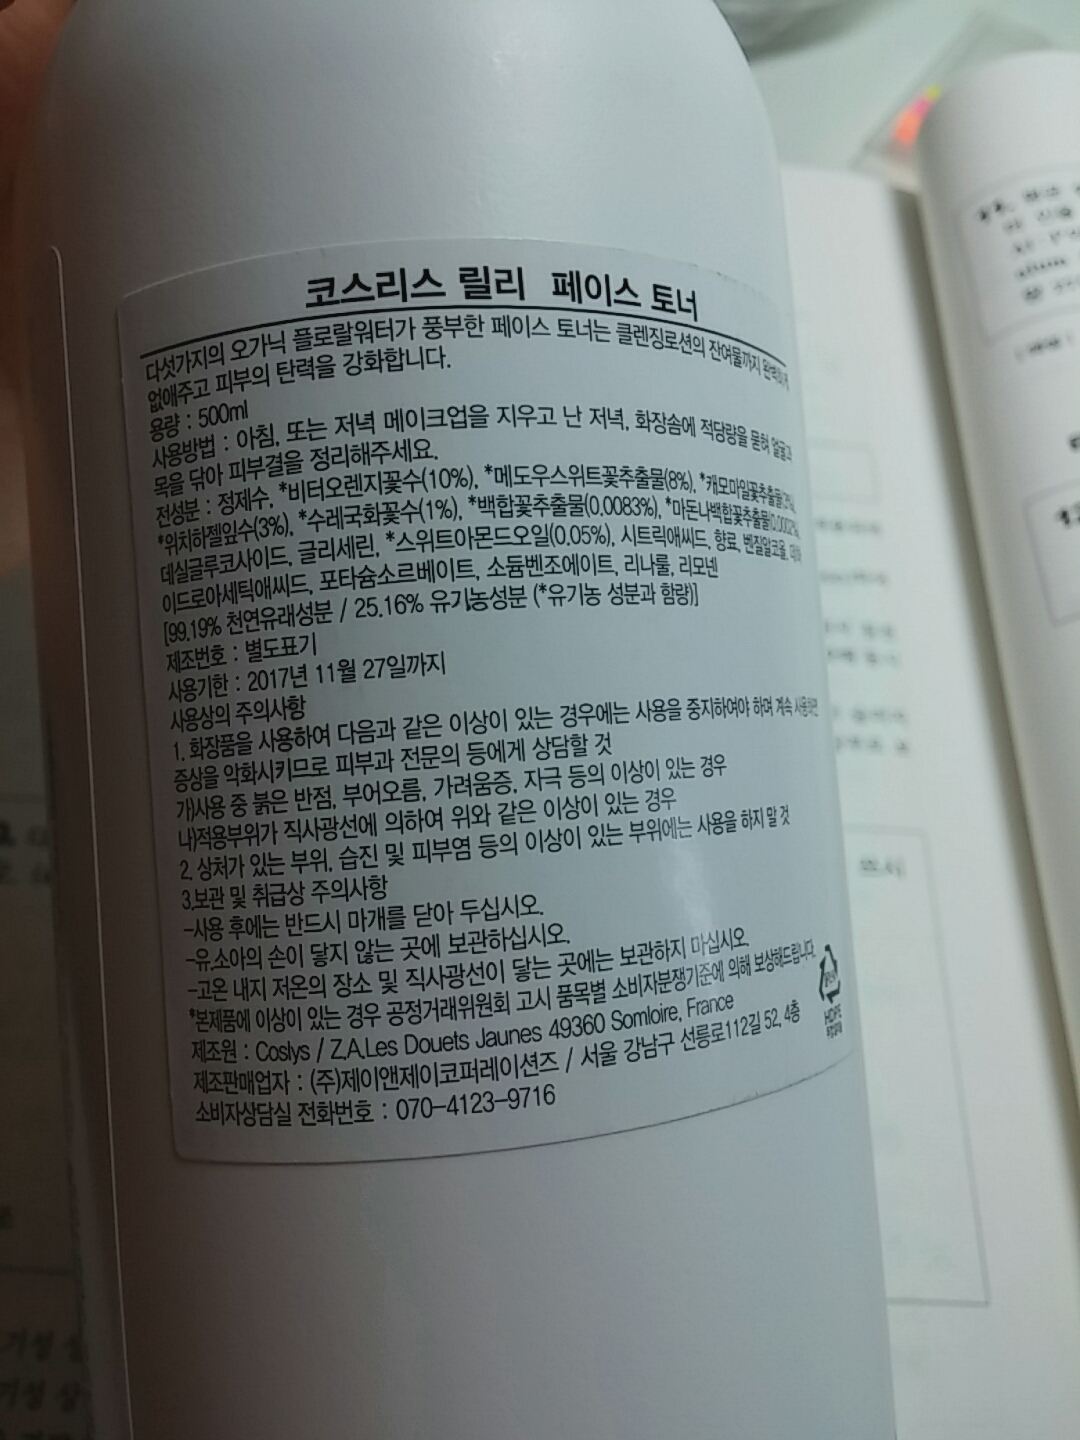 코스리스 릴리 페이스 토너
다섯가지의 오가닉 플로랄워터가 풍부한 페이스 토너는 클렌징로션의 잔여물까지 완벽하게
없애주고 피부의 탄력을 강화합니다.
용량 : 500ml
사용방법 : 아침, 또는 저녁 메이크업을 지우고 난 저녁, 화장솜에 적당량을 묻혀 얼굴과
목을 닦아 피부결을 정리해주세요.
전성분 : 정제수, *비터오렌지꽃수(10%), *메도우스위트꽃추출물(8%), *캐모마일꽃추출물
*위치하젤잎수(3%), *수레국화꽃수(1%), *백합꽃추출물(0.0083%), *마돈나백합꽃추출물
데실글루코사이드, 글리세린, *스위트아몬드오일(0.05%), 시트릭애씨드, 향료, 벤질알코올,
이드로아세틱애씨드, 포타슘소르베이트, 소듐벤조에이트, 리나룰, 리모넨
[99.19% 천연유래성분 / 25.16% 유기농성분 (*유기농 성분과 함량)]
제조번호 : 별도표기
사용기한 : 2017년 11월 27일까지
사용상의 주의사항
1. 화장품을 사용하여 다음과 같은 이상이 있는 경우에는 사용을 중지하여야 하며 계속 사용하면
증상을 악화시키므로 피부과 전문의 등에게 상담할 것
가)사용 중 붉은 반점, 부어오름, 가려움증, 자극 등의 이상이 있는 경우
나)적용부위가 직사광선에 의하여 위와 같은 이상이 있는 경우
2. 상처가 있는 부위, 습진 및 피부염 등의 이상이 있는 부위에는 사용을 하지 말 것
3.보관 및 취급상 주의사항
-사용 후에는 반드시 마개를 닫아 두십시오.
-유.소아의 손이 닿지 않는 곳에 보관하십시오.
-고온 내지 저온의 장소 및 직사광선이 닿는 곳에는 보관하지 마십시오.
*본제품에 이상이 있는 경우 공정거래위원회 고시 품목별 소비자분쟁기준에 의해 보상해드립니다.
제조원 : Coslys / Z.A.Les Douets Jaunes 49360 Somloire, France
제조판매업자 : (주)제이앤제이코퍼레이션즈 / 서울 강남구 선릉로112길 52, 4층
소비자상담실 전화번호 : 070-4123-9716
HDPE